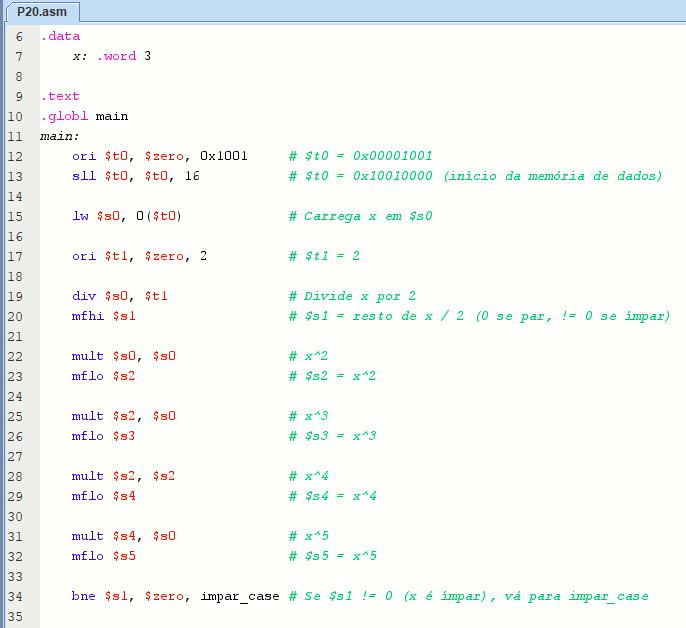 P20.asm
6 .data
7 x: .word 3
8
9 .text
10 .globl main
11 main:
12 ori $t0, $zero, 0x1001 # $t0 = 0x00001001
13 sll $t0, $t0, 16 # $t0 = 0x10010000 (início da memória de dados)
14
15 lw $s0, 0($t0) # Carrega x em $s0
16
17 ori $t1, $zero, 2 # $t1 = 2
18
19 div $s0, $t1 # Divide x por 2
20 mfhi $s1 # $s1 = resto de x / 2 (0 se par, != 0 se ímpar)
21
22 mult $s0, $s0 # x^2
23 mflo $s2 # $s2 = x^2
24
25 mult $s2, $s0 # x^3
26 mflo $s3 # $s3 = x^3
27
28 mult $s2, $s2 # x^4
29 mflo $s4 # $s4 = x^4
30
31 mult $s4, $s0 # x^5
32 mflo $s5 # $s5 = x^5
33
34 bne $s1, $zero, impar_case # Se $s1 != 0 (x é ímpar), vá para impar_case
35